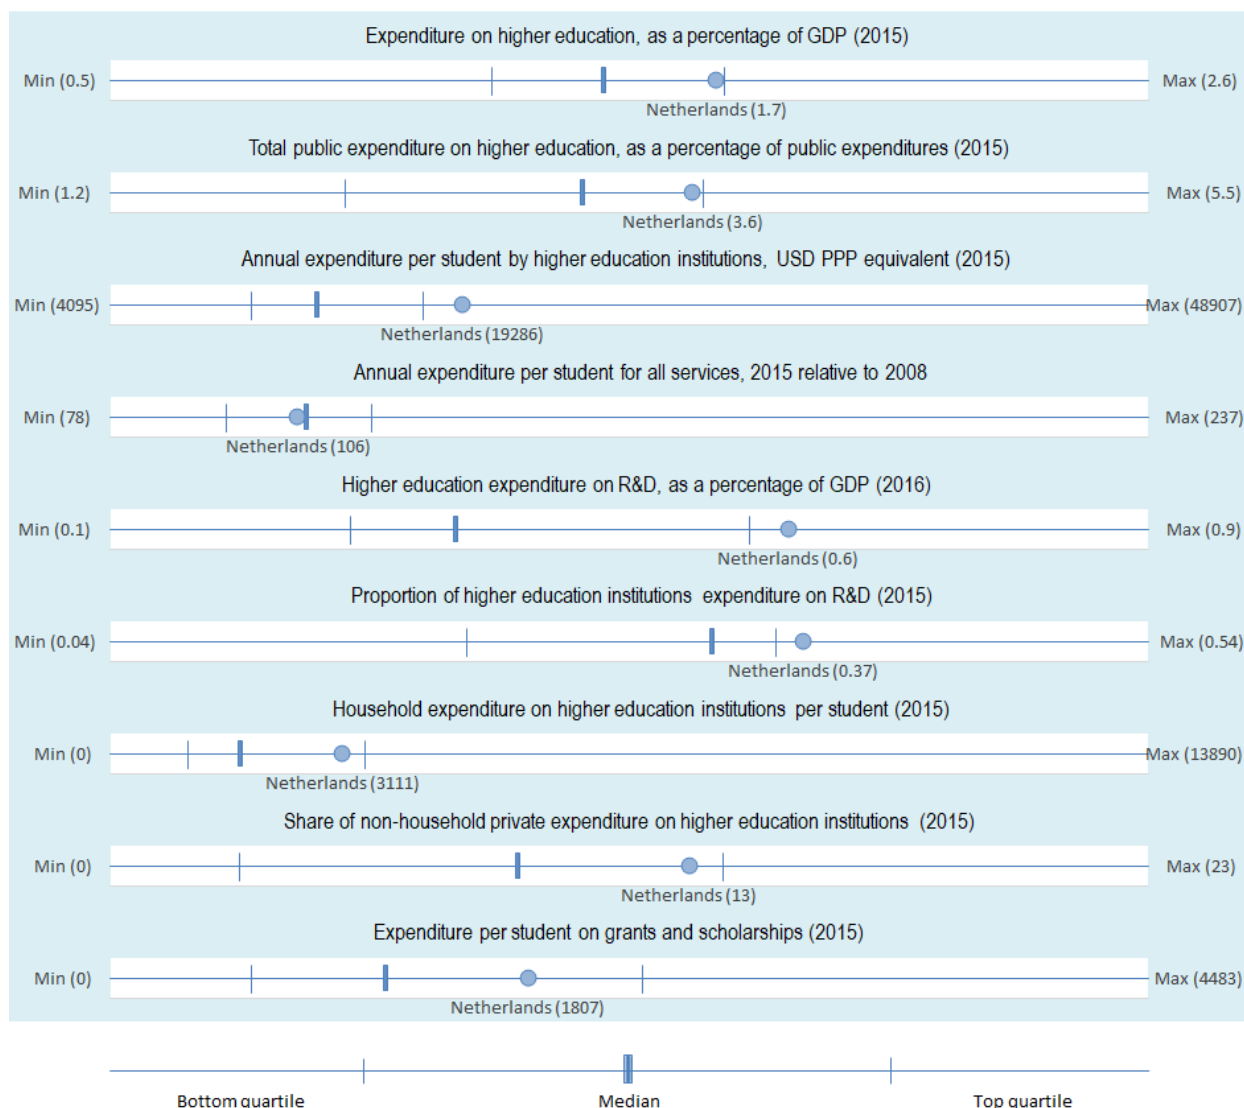 Expenditure on higher education, as a percentage of GDP (2015)
Min (0.5)
Max (2.6)
Netherlands (1.7)
Total public expenditure on higher education, as a percentage of public expenditures (2015)
Min (1.2)
Max (5.5)
Netherlands (3.6)
Annual expenditure per student by higher education institutions, USD PPP equivalent (2015)
Min (4095)
Max (48907)
Netherlands (19286)
Annual expenditure per student for all services, 2015 relative to 2008
Min (78)
Max (237)
Netherlands (106)
Higher education expenditure on R&D, as a percentage of GDP (2016)
Min (0.1)
Max (0.9)
Netherlands (0.6)
Proportion of higher education institutions expenditure on R&D (2015)
Min (0.04)
Max (0.54)
Netherlands (0.37)
Household expenditure on higher education institutions per student (2015)
Min (0)
Max (13890)
Netherlands (3111)
Share of non-household private expenditure on higher education institutions (2015)
Min (0)
Max (23)
Netherlands (13)
Expenditure per student on grants and scholarships (2015)
Min (0)
Max (4483)
Netherlands (1807)
Bottom quartile Median Top quartile